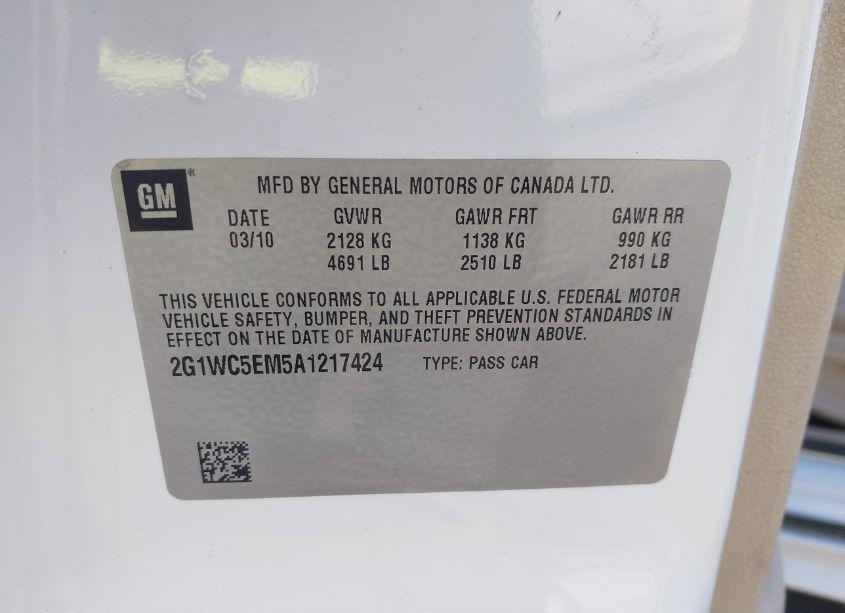 GM® MFD BY GENERAL MOTORS OF CANADA LTD.
DATE GVWR GAWR FRT GAWR RR
03/10 2128 KG 1138 KG 990 KG
4691 LB 2510 LB 2181 LB
THIS VEHICLE CONFORMS TO ALL APPLICABLE U.S. FEDERAL MOTOR
VEHICLE SAFETY, BUMPER, AND THEFT PREVENTION STANDARDS IN
EFFECT ON THE DATE OF MANUFACTURE SHOWN ABOVE.
2G1WC5EM5A1217424 TYPE: PASS CAR